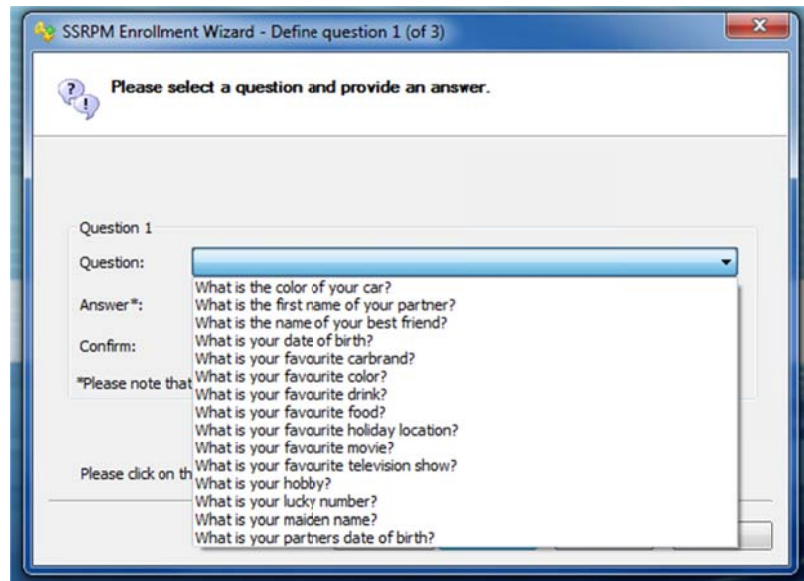 SSRPM Enrollment Wizard - Define question 1 (of 3)
Please select a question and provide an answer.
Question 1
Question:
What is the color of your car?
Answer*:
What is the first name of your partner?
What is the name of your best friend?
Confirm:
What is your date of birth?
What is your favourite carbrand?
*Please note that
What is your favourite color?
What is your favourite drink?
What is your favourite food?
What is your favourite holiday location?
What is your favourite movie?
Please click on th
What is your favourite television show?
What is your hobby?
What is your lucky number?
What is your maiden name?
What is your partners date of birth?